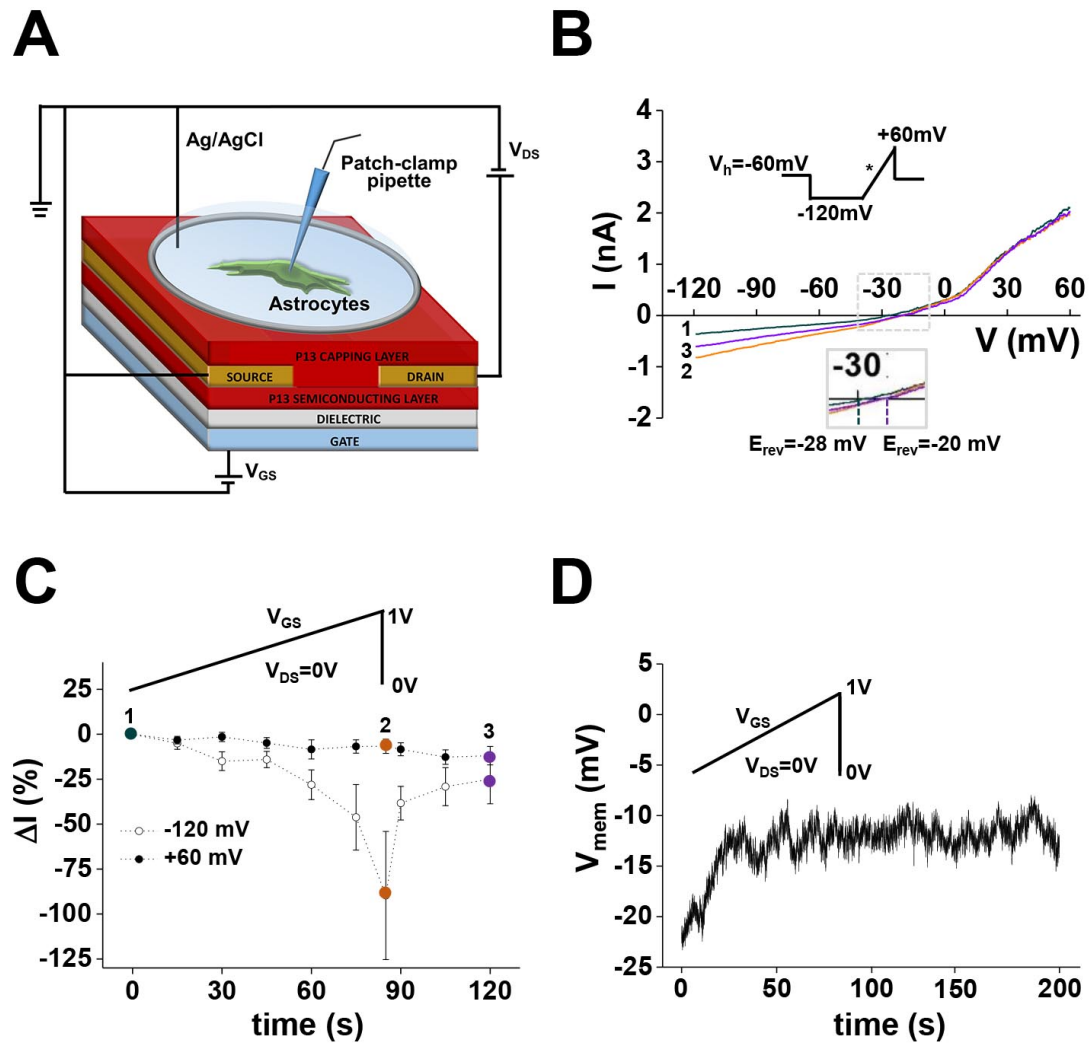 A
Ag/AgCl
Patch-clamp
pipette
V_DS
Astrocytes
P13 CAPPING LAYER
SOURCE
DRAIN
P13 SEMICONDUCTING LAYER
DIELECTRIC
GATE
V_GS
B
4
3
2
1
0
-1
-2
I (nA)
V_h=-60mV
+60mV
*
-120mV
-120 -90 -60 -30 0 30 60
V (mV)
1
3
2
-30
E_rev=-28 mV E_rev=-20 mV
C
V_GS
1V
V_DS=0V
0V
25
0
-25
-50
-75
-100
-125
ΔI (%)
1
2
3
-120 mV
+60 mV
0 30 60 90 120
time (s)
D
5
0
-5
-10
-15
-20
-25
V_mem (mV)
V_GS
1V
V_DS=0V
0V
0 50 100 150 200
time (s)